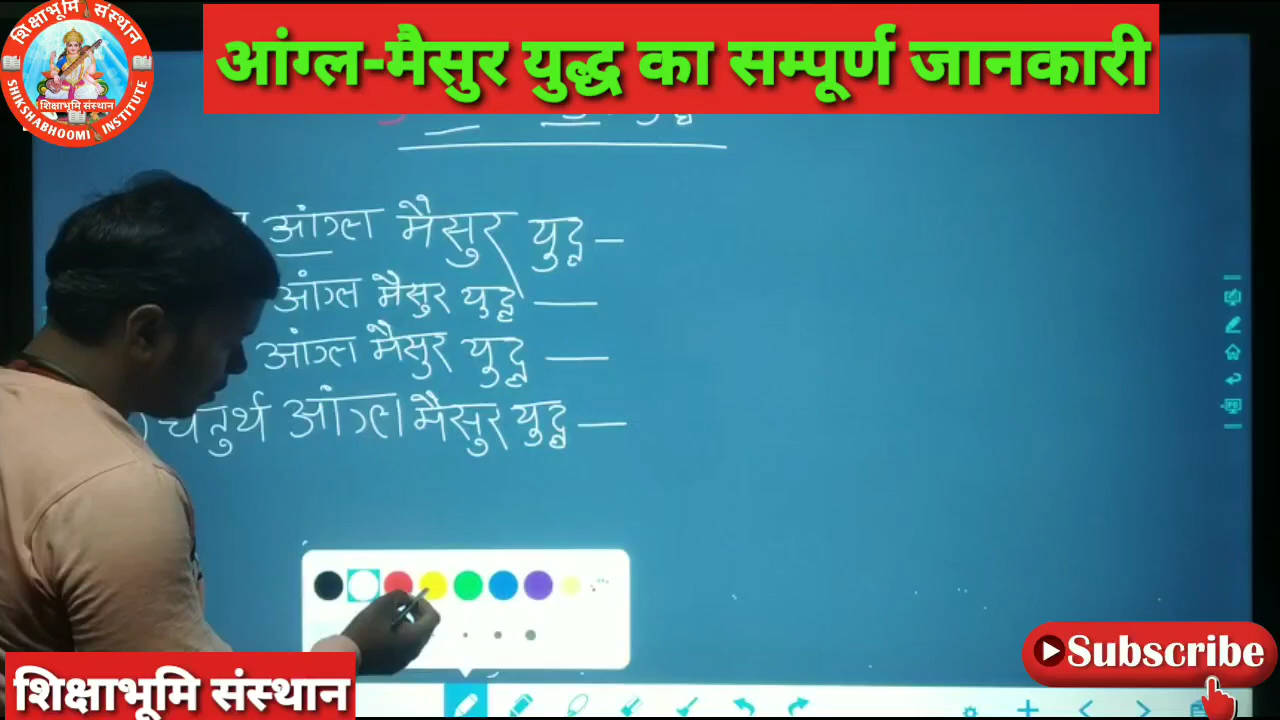 शिक्षाभूमि संस्थान
SHIKSHABHOOMI INSTITUTE
शिक्षाभूमि संस्थान
आंग्ल-मैसुर युद्ध का सम्पूर्ण जानकारी
आंग्ल मैसुर युद्ध —
आंग्ल मैसुर युद्ध —
आंग्ल मैसुर युद्ध —
चतुर्थ आंग्ल मैसुर युद्ध —
Subscribe
शिक्षाभूमि संस्थान